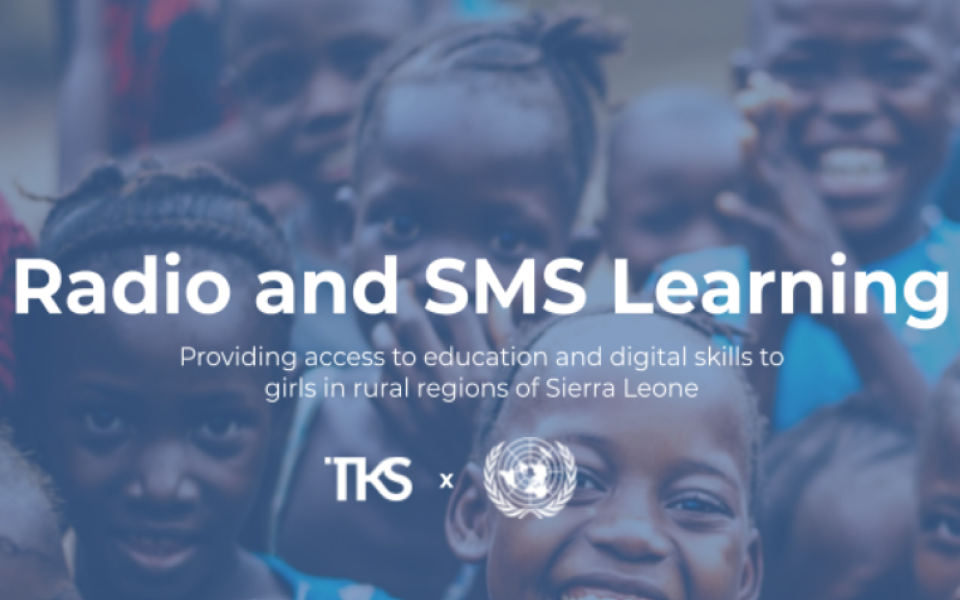 Radio and SMS Learning
Providing access to education and digital skills to
girls in rural regions of Sierra Leone
TKS x